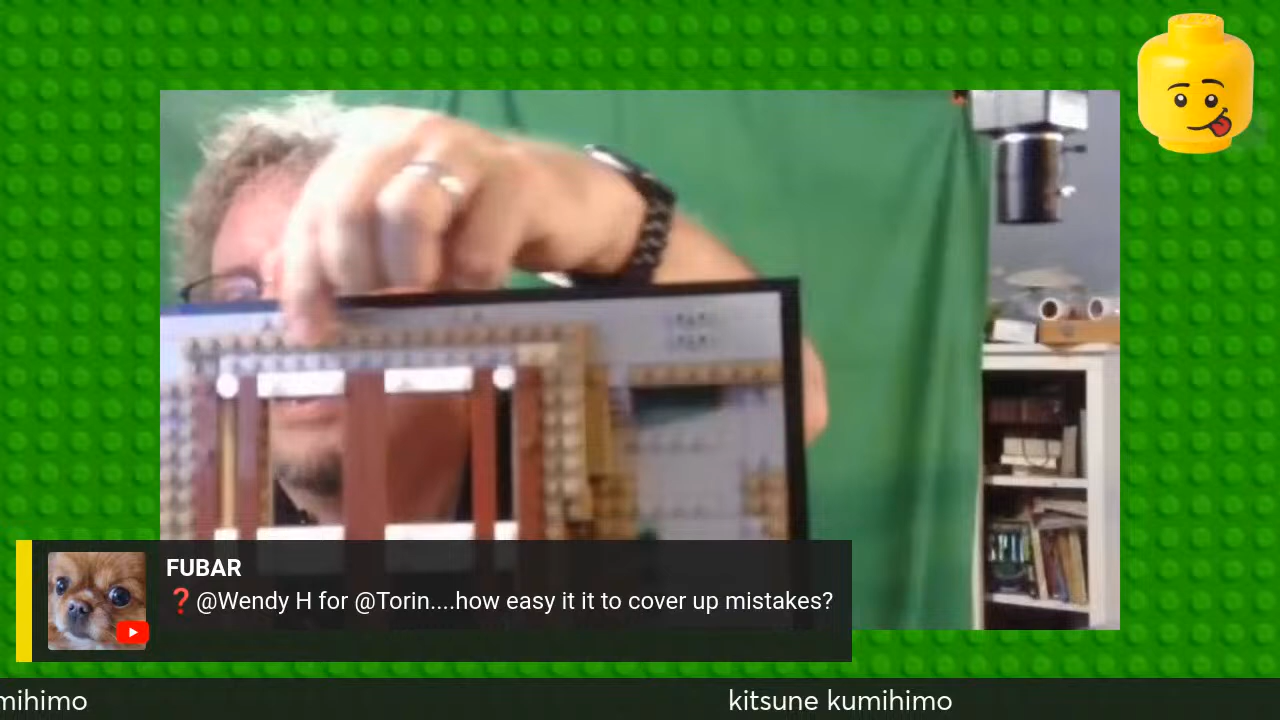 FUBAR
❓@Wendy H for @Torin....how easy it it to cover up mistakes?
mihimo
kitsune kumihimo